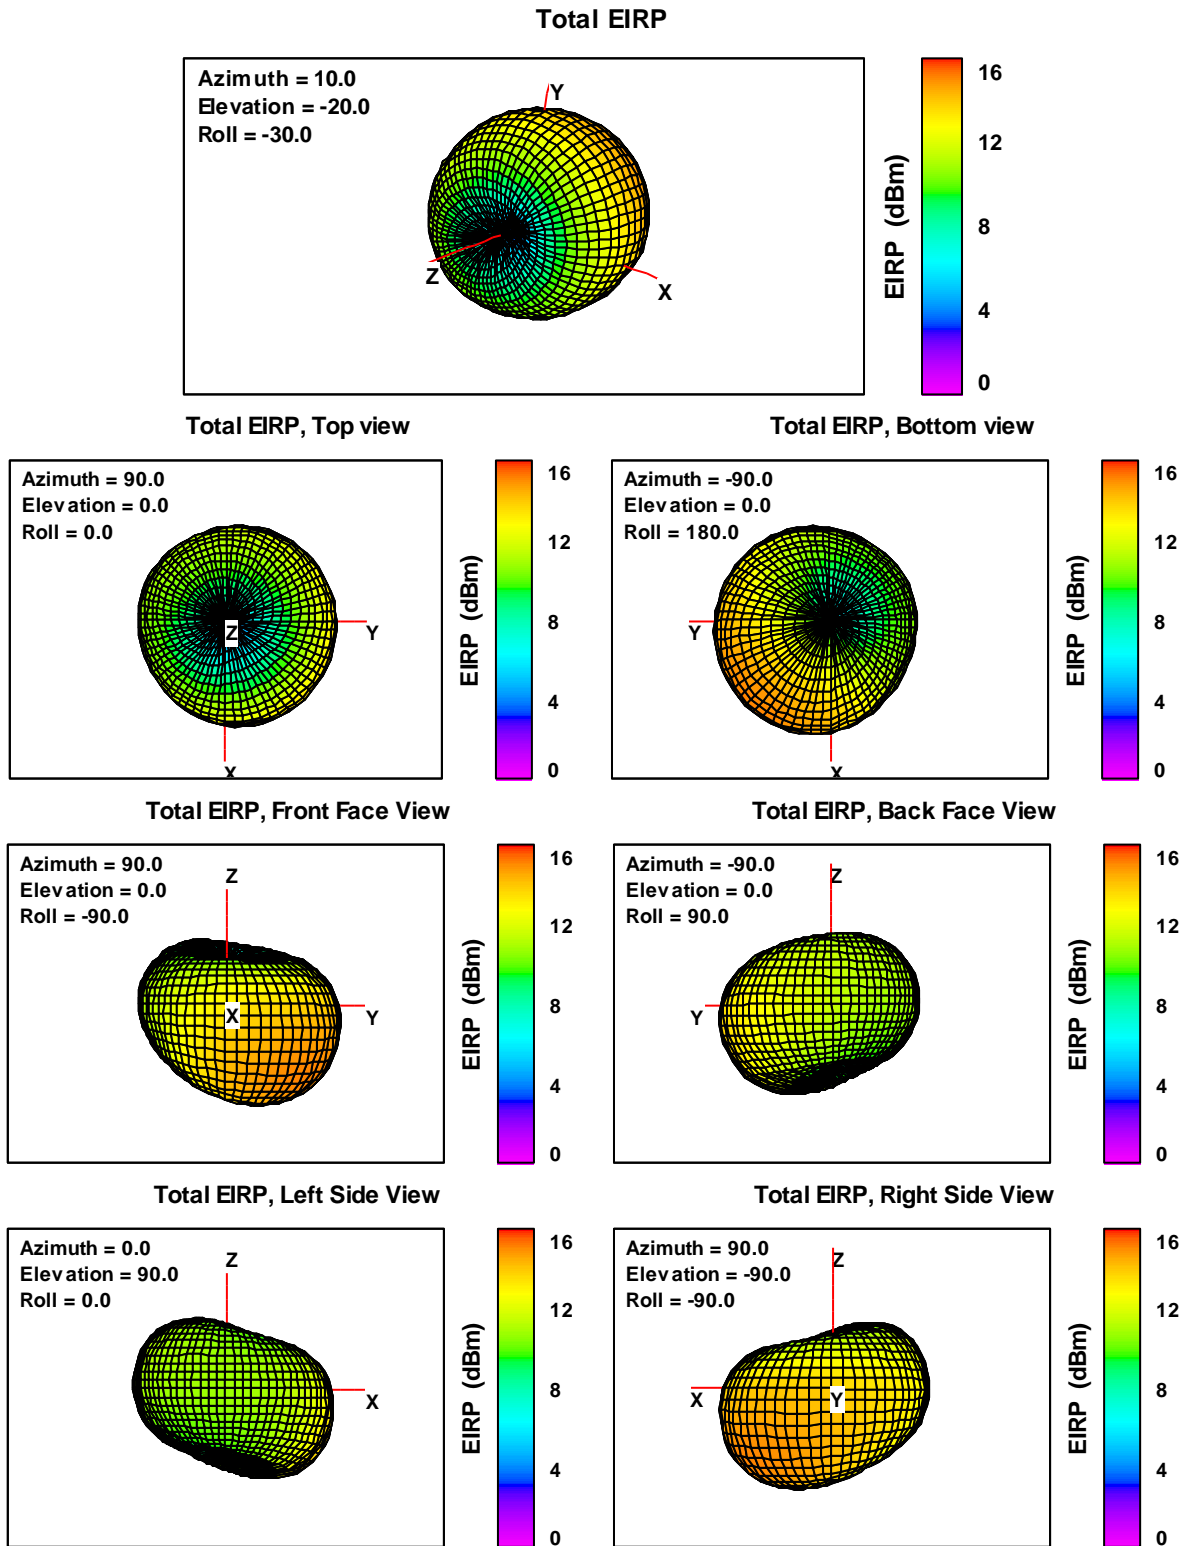 Total EIRP
Azimuth = 10.0
Elevation = -20.0
Roll = -30.0
Y
Z
X
EIRP (dBm)
16
12
8
4
0
Total EIRP, Top view
Azimuth = 90.0
Elevation = 0.0
Roll = 0.0
Z
Y
X
EIRP (dBm)
16
12
8
4
0
Total EIRP, Bottom view
Azimuth = -90.0
Elevation = 0.0
Roll = 180.0
Y
X
EIRP (dBm)
16
12
8
4
0
Total EIRP, Front Face View
Azimuth = 90.0
Elevation = 0.0
Roll = -90.0
Z
X
Y
EIRP (dBm)
16
12
8
4
0
Total EIRP, Back Face View
Azimuth = -90.0
Elevation = 0.0
Roll = 90.0
Z
Y
EIRP (dBm)
16
12
8
4
0
Total EIRP, Left Side View
Azimuth = 0.0
Elevation = 90.0
Roll = 0.0
Z
X
EIRP (dBm)
16
12
8
4
0
Total EIRP, Right Side View
Azimuth = 90.0
Elevation = -90.0
Roll = -90.0
Z
X
Y
EIRP (dBm)
16
12
8
4
0